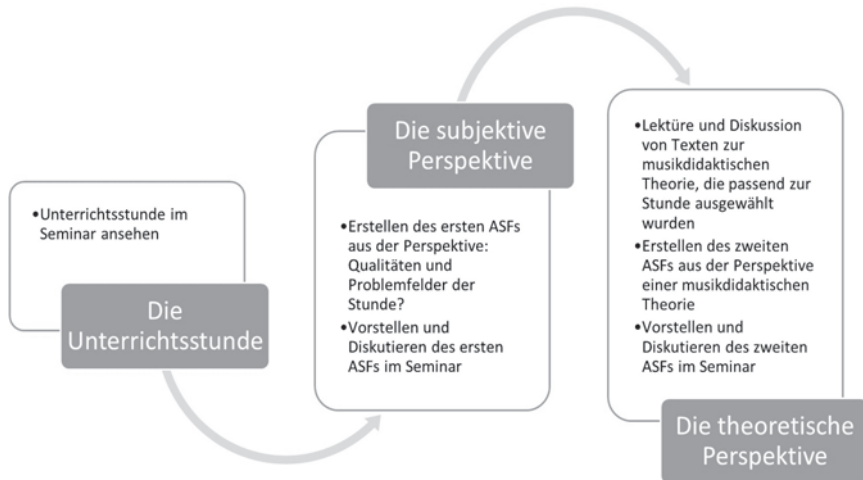 •Unterrichtsstunde im
Seminar ansehen
Die
Unterrichtsstunde
Die subjektive
Perspektive
•Erstellen des ersten ASFs
aus der Perspektive:
Qualitäten und
Problemfelder der
Stunde?
•Vorstellen und
Diskutieren des ersten
ASFs im Seminar
•Lektüre und Diskussion
von Texten zur
musikdidaktischen
Theorie, die passend zur
Stunde ausgewählt
wurden
•Erstellen des zweiten
ASFs aus der Perspektive
einer musikdidaktischen
Theorie
•Vorstellen und
Diskutieren des zweiten
ASFs im Seminar
Die theoretische
Perspektive